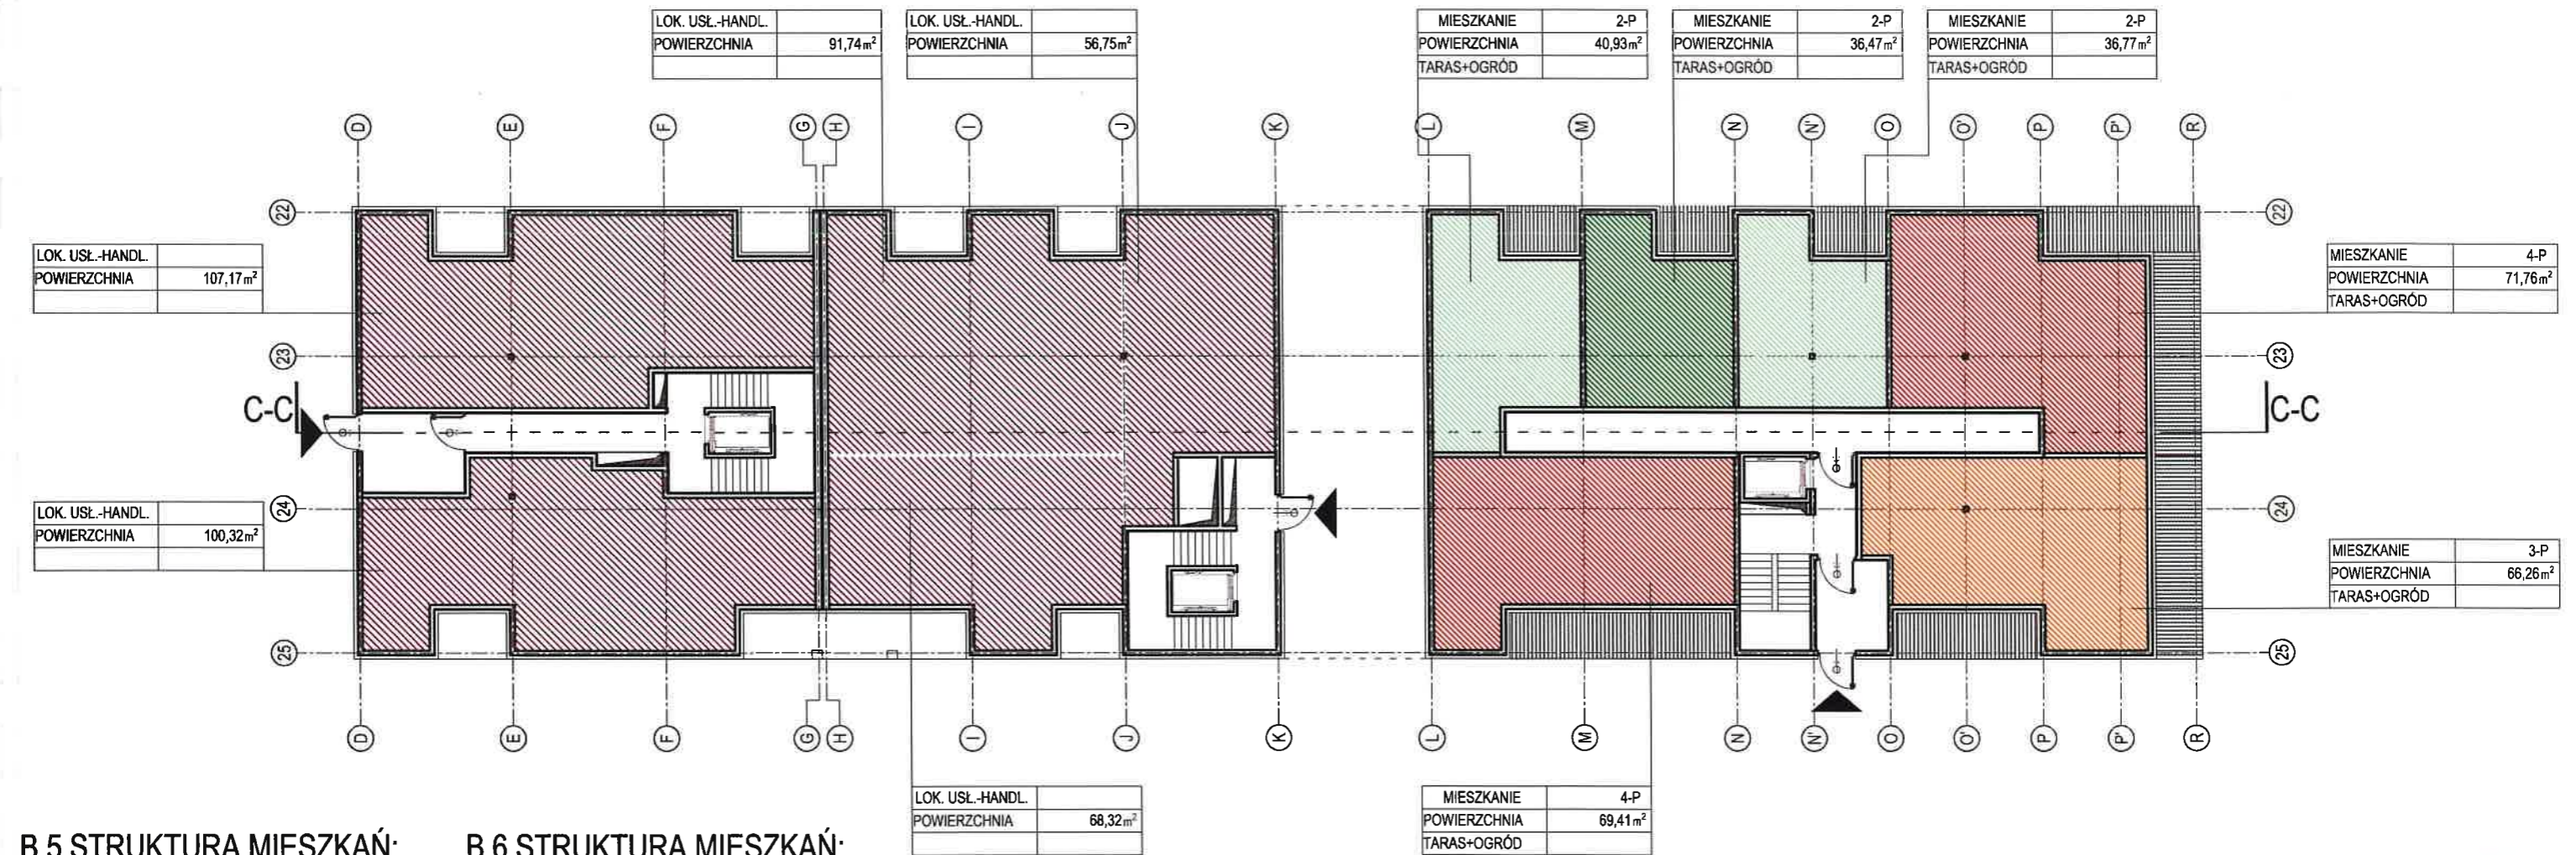 LOK. USŁ.-HANDL.
POWIERZCHNIA 91,74m²
LOK. USŁ.-HANDL.
POWIERZCHNIA 56,75m²
MIESZKANIE 2-P
POWIERZCHNIA 40,93m²
TARAS+OGRÓD
MIESZKANIE 2-P
POWIERZCHNIA 36,47m²
TARAS+OGRÓD
MIESZKANIE 2-P
POWIERZCHNIA 36,77m²
TARAS+OGRÓD
D E F G H I J K L M N N' O O' P P' R
22 22
LOK. USŁ.-HANDL.
POWIERZCHNIA 107,17m²
MIESZKANIE 4-P
POWIERZCHNIA 71,76m²
TARAS+OGRÓD
23 23
C-C C-C
LOK. USŁ.-HANDL.
POWIERZCHNIA 100,32m²
24 24
MIESZKANIE 3-P
POWIERZCHNIA 66,26m²
TARAS+OGRÓD
25 25
D E F G H I J K L M N N' O O' P P' R
LOK. USŁ.-HANDL.
POWIERZCHNIA 68,32m²
MIESZKANIE 4-P
POWIERZCHNIA 69,41m²
TARAS+OGRÓD
B.5 STRUKTURA MIESZKAŃ: B.6 STRUKTURA MIESZKAŃ: